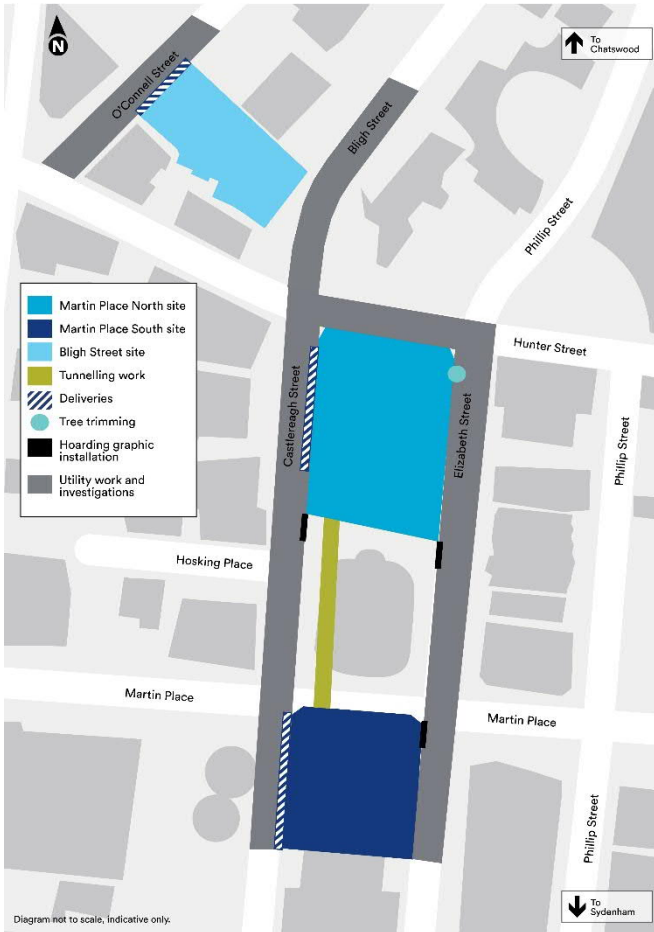 N
To
Chatswood
O'Connell Street
Bligh Street
Phillip Street
Martin Place North site
Martin Place South site
Bligh Street site
Tunnelling work
Deliveries
Tree trimming
Hoarding graphic
installation
Utility work and
investigations
Hunter Street
Castlereagh Street
Elizabeth Street
Phillip Street
Hosking Place
Martin Place
Martin Place
Phillip Street
To
Sydenham
Diagram not to scale, indicative only.